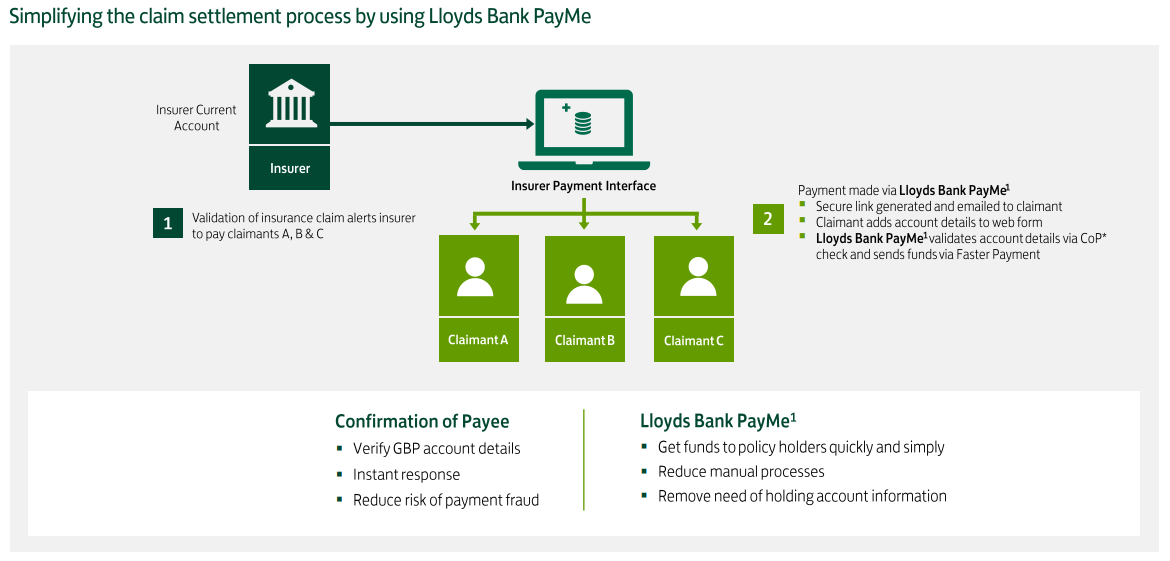 Simplifying the claim settlement process by using Lloyds Bank PayMe
Insurer Current
Account
Insurer
Insurer Payment Interface
1
Validation of insurance claim alerts insurer
to pay claimants A, B & C
2
Payment made via Lloyds Bank PayMe¹
▪ Secure link generated and emailed to claimant
▪ Claimant adds account details to web form
▪ Lloyds Bank PayMe¹ validates account details via CoP*
check and sends funds via Faster Payment
Claimant A
Claimant B
Claimant C
Confirmation of Payee
▪ Verify GBP account details
▪ Instant response
▪ Reduce risk of payment fraud
Lloyds Bank PayMe¹
▪ Get funds to policy holders quickly and simply
▪ Reduce manual processes
▪ Remove need of holding account information